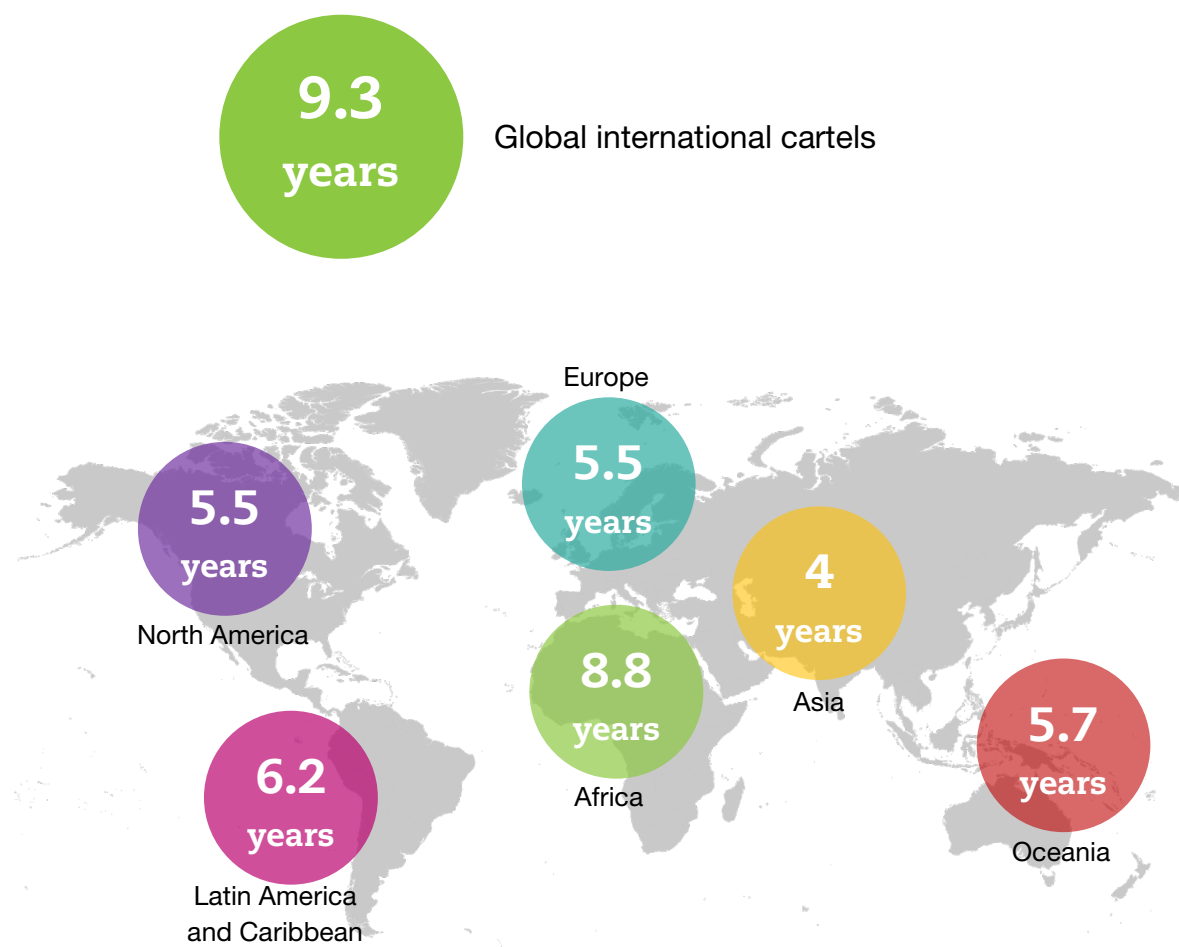 9.3
years
Global international cartels
Europe
5.5
years
5.5
years
North America
4
years
Asia
8.8
years
Africa
5.7
years
Oceania
6.2
years
Latin America
and Caribbean